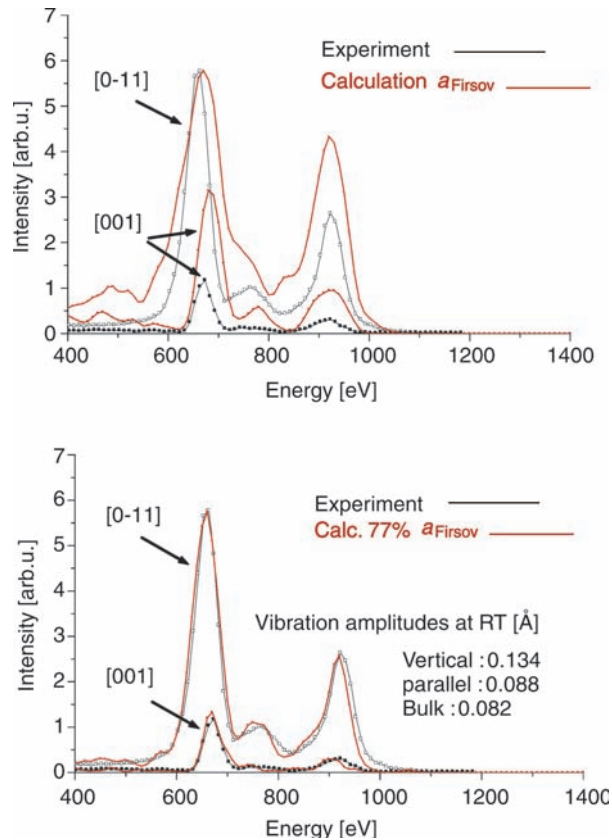 7
6
5
4
3
2
1
0
Intensity [arb.u.]
Experiment
Calculation aFirsov
[0-11]
[001]
400 600 800 1000 1200 1400
Energy [eV]
7
6
5
4
3
2
1
0
Intensity [arb.u.]
Experiment
Calc. 77% aFirsov
[0-11]
Vibration amplitudes at RT [Å]
Vertical : 0.134
parallel : 0.088
Bulk : 0.082
[001]
400 600 800 1000 1200 1400
Energy [eV]